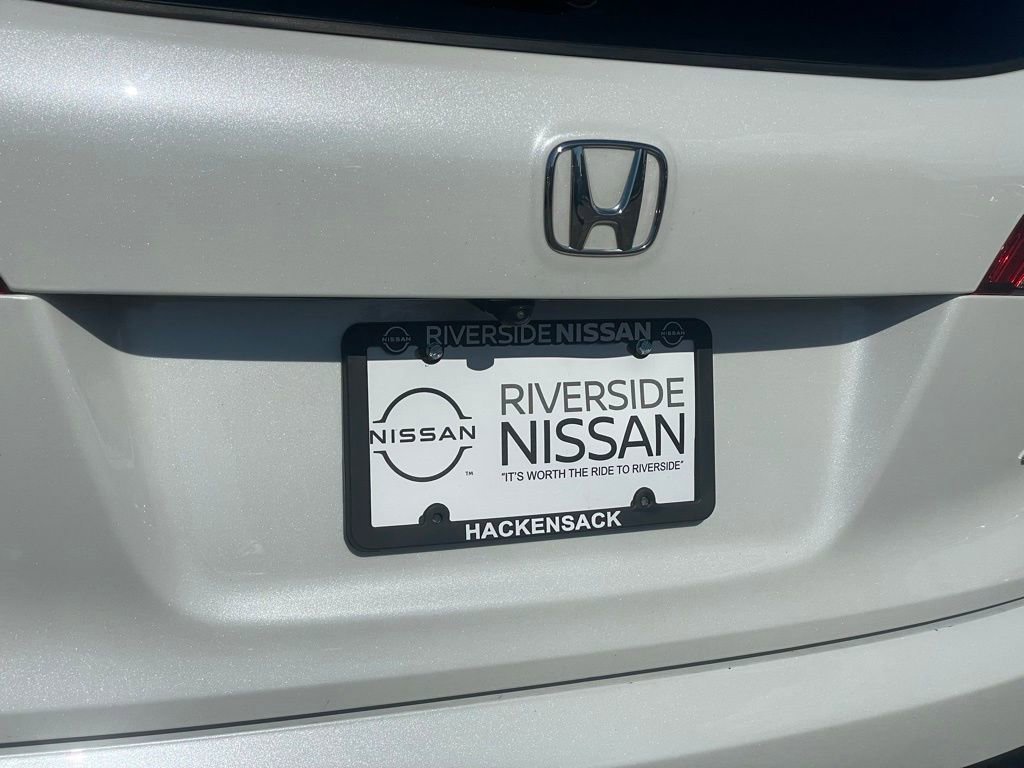 NISSAN RIVERSIDE NISSAN NISSAN
RIVERSIDE
NISSAN
NISSAN
TM
"IT'S WORTH THE RIDE TO RIVERSIDE"
HACKENSACK